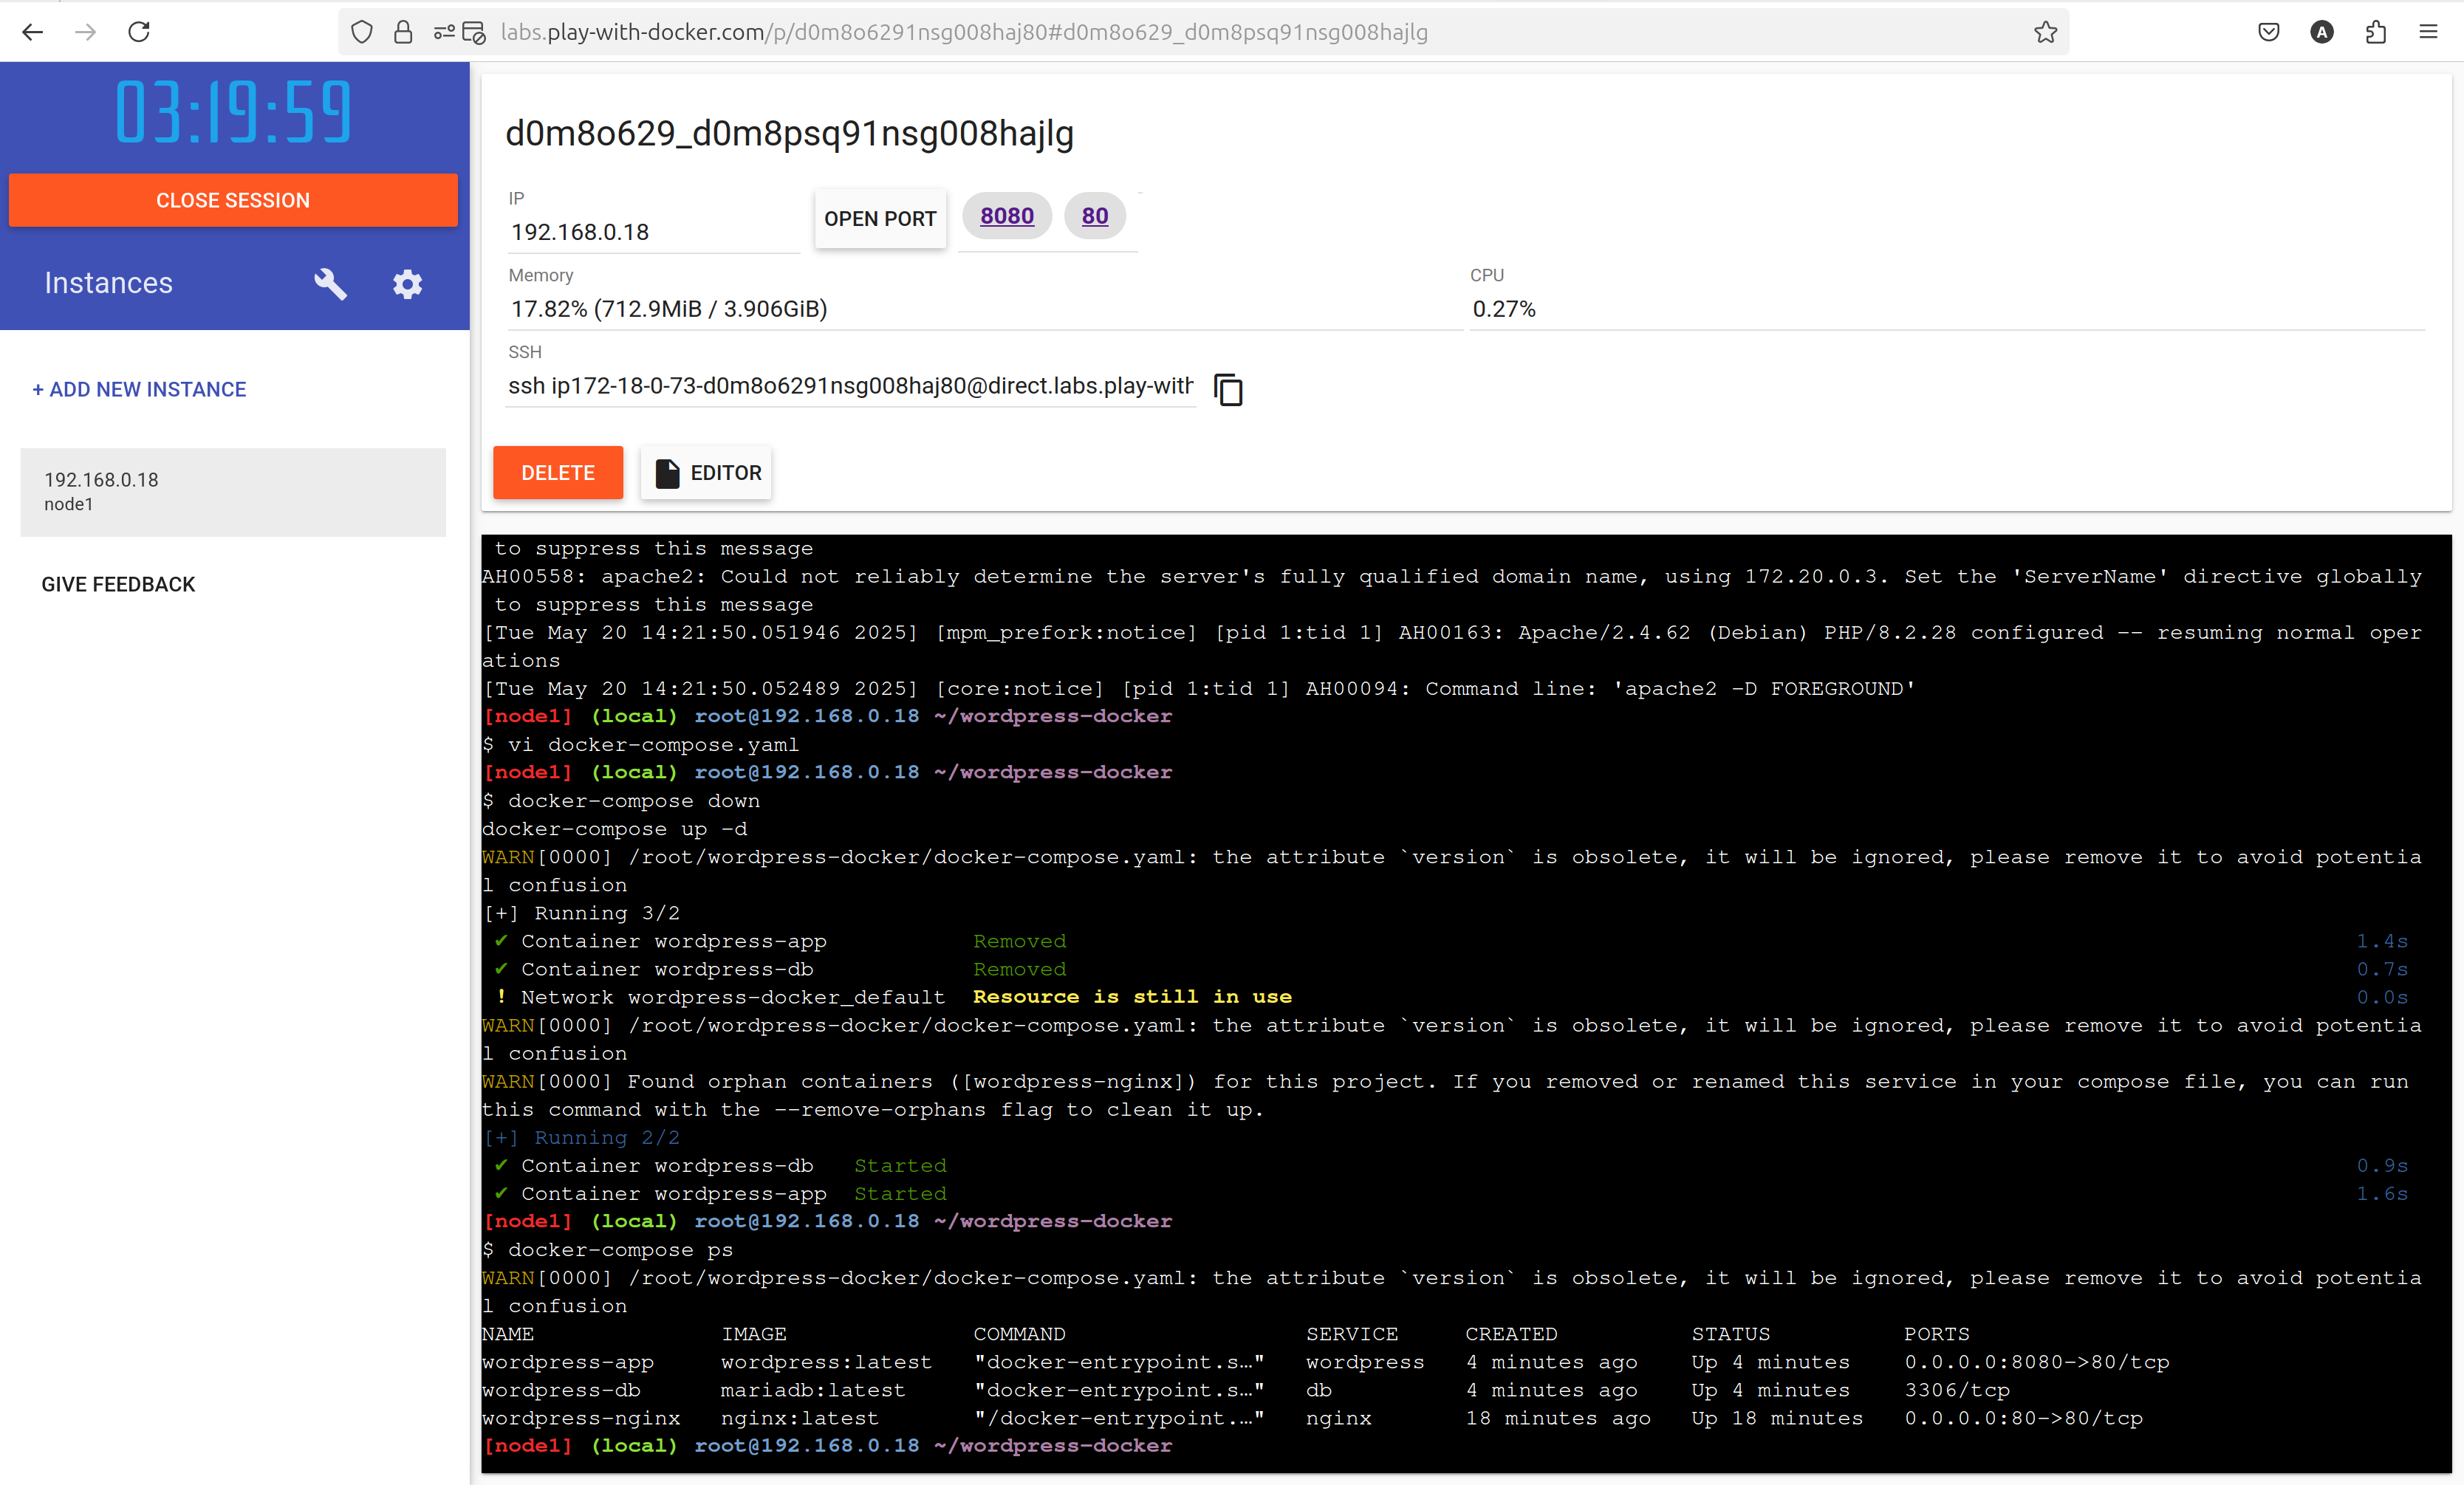 labs.play-with-docker.com/p/d0m8o6291nsg008haj80#d0m8o629_d0m8psq91nsg008hajlg
A
03:19:59
CLOSE SESSION
Instances
+ ADD NEW INSTANCE
192.168.0.18
node1
GIVE FEEDBACK
d0m8o629_d0m8psq91nsg008hajlg
IP
192.168.0.18
OPEN PORT
8080
80
Memory
17.82% (712.9MiB / 3.906GiB)
CPU
0.27%
SSH
ssh ip172-18-0-73-d0m8o6291nsg008haj80@direct.labs.play-with
DELETE
EDITOR
to suppress this message
AH00558: apache2: Could not reliably determine the server's fully qualified domain name, using 172.20.0.3. Set the 'ServerName' directive globally
to suppress this message
[Tue May 20 14:21:50.051946 2025] [mpm_prefork:notice] [pid 1:tid 1] AH00163: Apache/2.4.62 (Debian) PHP/8.2.28 configured -- resuming normal oper
ations
[Tue May 20 14:21:50.052489 2025] [core:notice] [pid 1:tid 1] AH00094: Command line: 'apache2 -D FOREGROUND'
[node1] (local) root@192.168.0.18 ~/wordpress-docker
$ vi docker-compose.yaml
[node1] (local) root@192.168.0.18 ~/wordpress-docker
$ docker-compose down
docker-compose up -d
WARN[0000] /root/wordpress-docker/docker-compose.yaml: the attribute `version` is obsolete, it will be ignored, please remove it to avoid potentia
l confusion
[+] Running 3/2
✔ Container wordpress-app Removed 1.4s
✔ Container wordpress-db Removed 0.7s
! Network wordpress-docker_default Resource is still in use 0.0s
WARN[0000] /root/wordpress-docker/docker-compose.yaml: the attribute `version` is obsolete, it will be ignored, please remove it to avoid potentia
l confusion
WARN[0000] Found orphan containers ([wordpress-nginx]) for this project. If you removed or renamed this service in your compose file, you can run
this command with the --remove-orphans flag to clean it up.
[+] Running 2/2
✔ Container wordpress-db Started 0.9s
✔ Container wordpress-app Started 1.6s
[node1] (local) root@192.168.0.18 ~/wordpress-docker
$ docker-compose ps
WARN[0000] /root/wordpress-docker/docker-compose.yaml: the attribute `version` is obsolete, it will be ignored, please remove it to avoid potentia
l confusion
NAME IMAGE COMMAND SERVICE CREATED STATUS PORTS
wordpress-app wordpress:latest "docker-entrypoint.s…" wordpress 4 minutes ago Up 4 minutes 0.0.0.0:8080->80/tcp
wordpress-db mariadb:latest "docker-entrypoint.s…" db 4 minutes ago Up 4 minutes 3306/tcp
wordpress-nginx nginx:latest "/docker-entrypoint.…" nginx 18 minutes ago Up 18 minutes 0.0.0.0:80->80/tcp
[node1] (local) root@192.168.0.18 ~/wordpress-docker